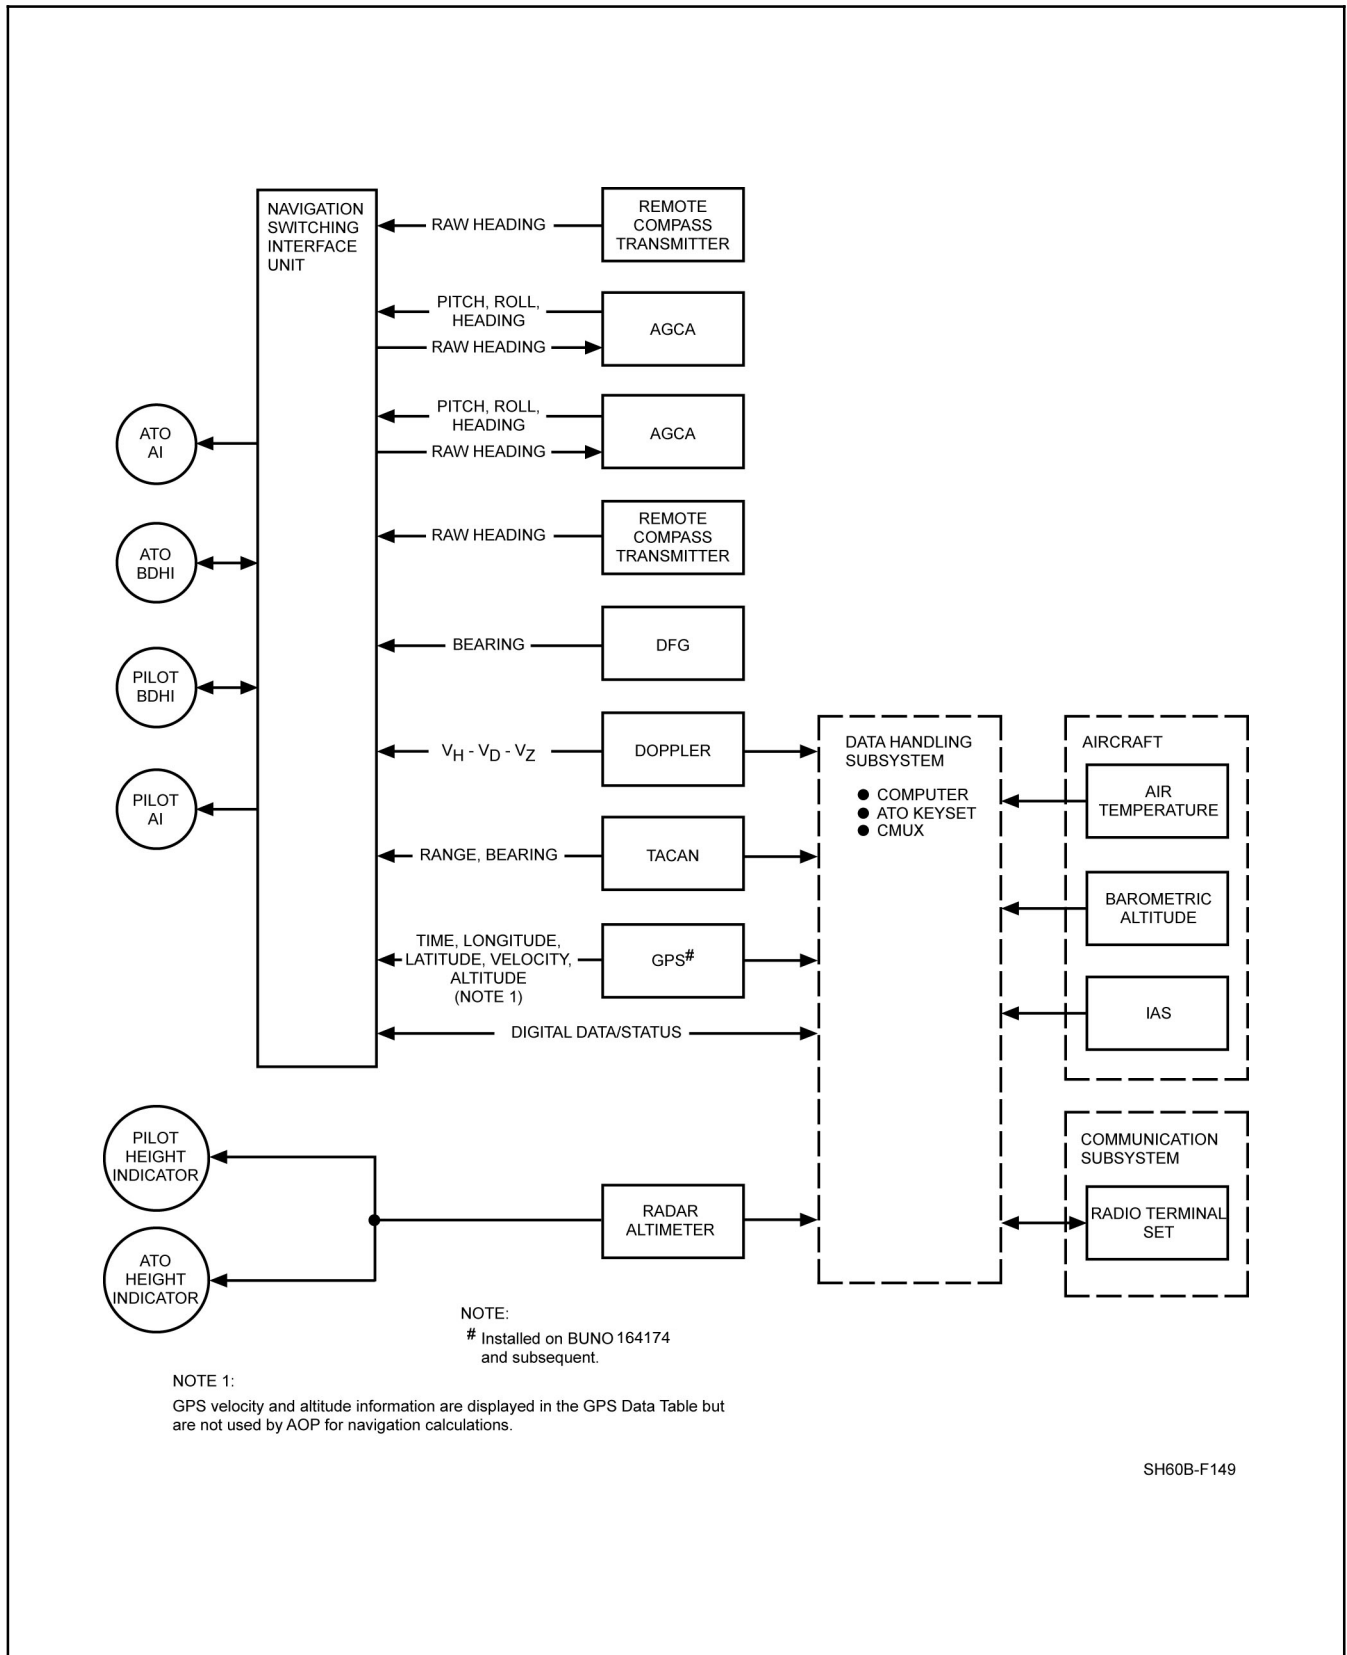 NAVIGATION
SWITCHING
INTERFACE
UNIT
RAW HEADING
REMOTE
COMPASS
TRANSMITTER
PITCH, ROLL,
HEADING
RAW HEADING
AGCA
PITCH, ROLL,
HEADING
RAW HEADING
AGCA
RAW HEADING
REMOTE
COMPASS
TRANSMITTER
BEARING
DFG
VH - VD - VZ
DOPPLER
RANGE, BEARING
TACAN
TIME, LONGITUDE,
LATITUDE, VELOCITY,
ALTITUDE
(NOTE 1)
GPS#
DIGITAL DATA/STATUS
ATO
AI
ATO
BDHI
PILOT
BDHI
PILOT
AI
DATA HANDLING
SUBSYSTEM
● COMPUTER
● ATO KEYSET
● CMUX
AIRCRAFT
AIR
TEMPERATURE
BAROMETRIC
ALTITUDE
IAS
COMMUNICATION
SUBSYSTEM
RADIO TERMINAL
SET
PILOT
HEIGHT
INDICATOR
ATO
HEIGHT
INDICATOR
RADAR
ALTIMETER
NOTE:
# Installed on BUNO 164174
and subsequent.
NOTE 1:
GPS velocity and altitude information are displayed in the GPS Data Table but
are not used by AOP for navigation calculations.
SH60B-F149